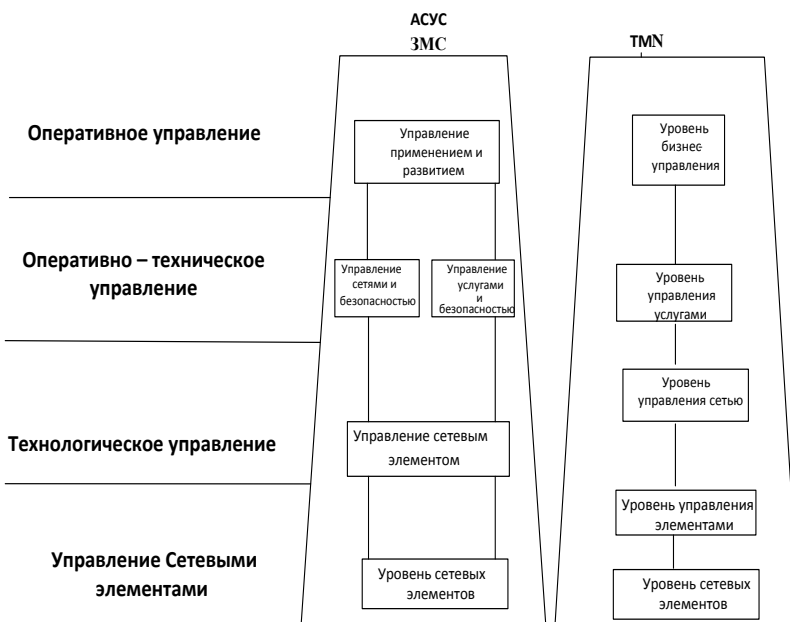 АСУС
ЗМС
TMN
Оперативное управление
Управление
применением и
развитием
Уровень
бизнес-
управления
Оперативно – техническое
управление
Управление
сетями и
безопасностью
Управление
услугами
и
безопасностью
Уровень
управления
услугами
Уровень
управления сетью
Технологическое управление
Управление сетевым
элементом
Уровень управления
элементами
Управление Сетевыми
элементами
Уровень сетевых
элементов
Уровень сетевых
элементов